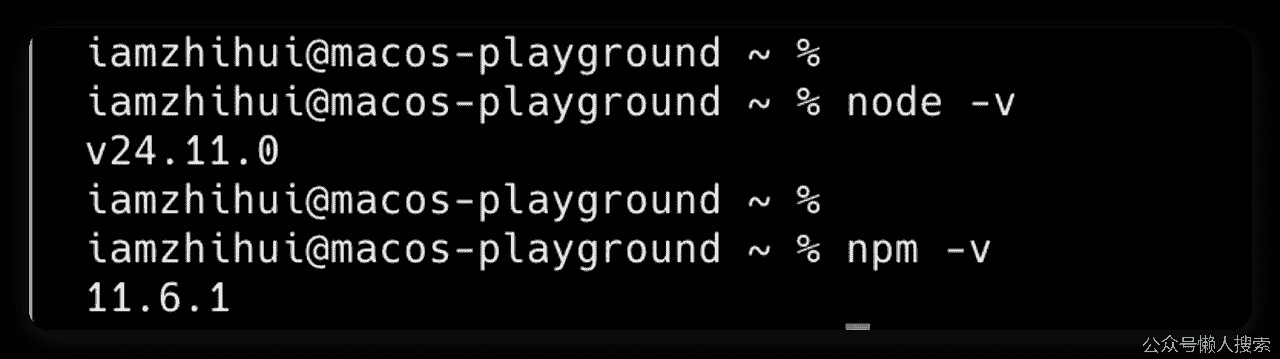 iamzhihui@macos-playground ~ %
iamzhihui@macos-playground ~ % node -v
v24.11.0
iamzhihui@macos-playground ~ %
iamzhihui@macos-playground ~ % npm -v
11.6.1
公众号懒人搜索